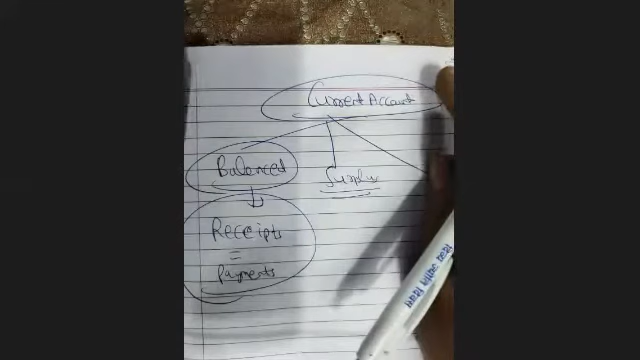 Current Account
Balanced
Surplus
Receipts
=
Payments